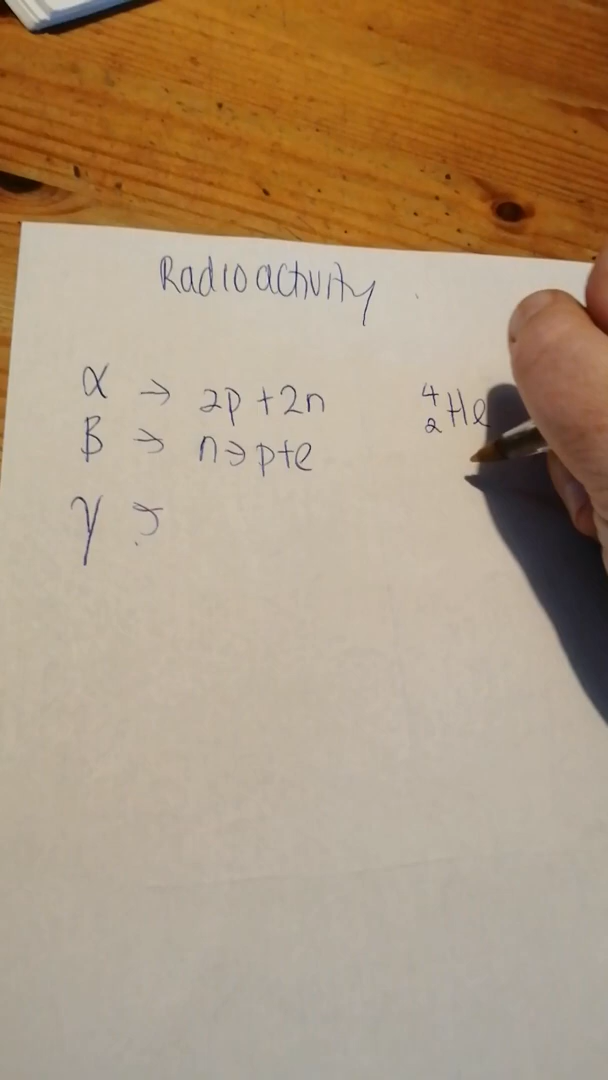 Radioactivity
α → 2p + 2n ⁴₂He
β → n → p + e
γ →